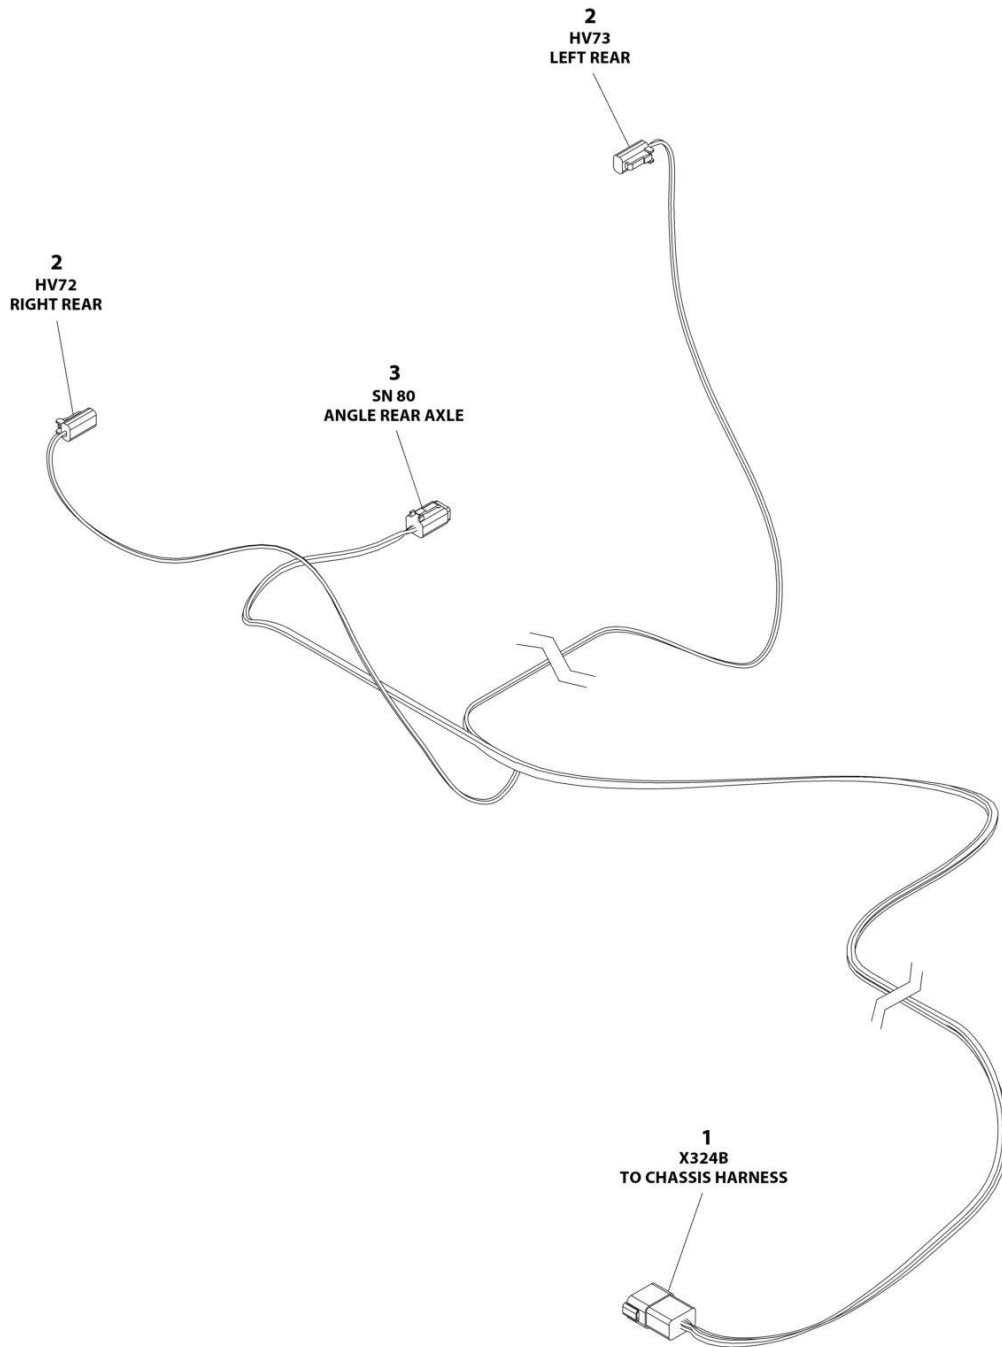 2
HV73
LEFT REAR
2
HV72
RIGHT REAR
3
SN 80
ANGLE REAR AXLE
1
X324B
TO CHASSIS HARNESS